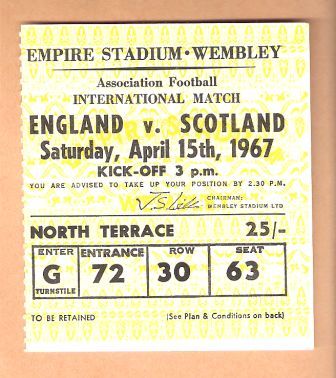 EMPIRE STADIUM · WEMBLEY
Association Football
INTERNATIONAL MATCH
ENGLAND v. SCOTLAND
Saturday, April 15th, 1967
KICK-OFF 3 p.m.
YOU ARE ADVISED TO TAKE UP YOUR POSITION BY 2.30 P.M.
CHAIRMAN:
WEMBLEY STADIUM LTD
NORTH TERRACE 25/-
ENTER ENTRANCE ROW SEAT
G 72 30 63
TURNSTILE
TO BE RETAINED (See Plan & Conditions on back)